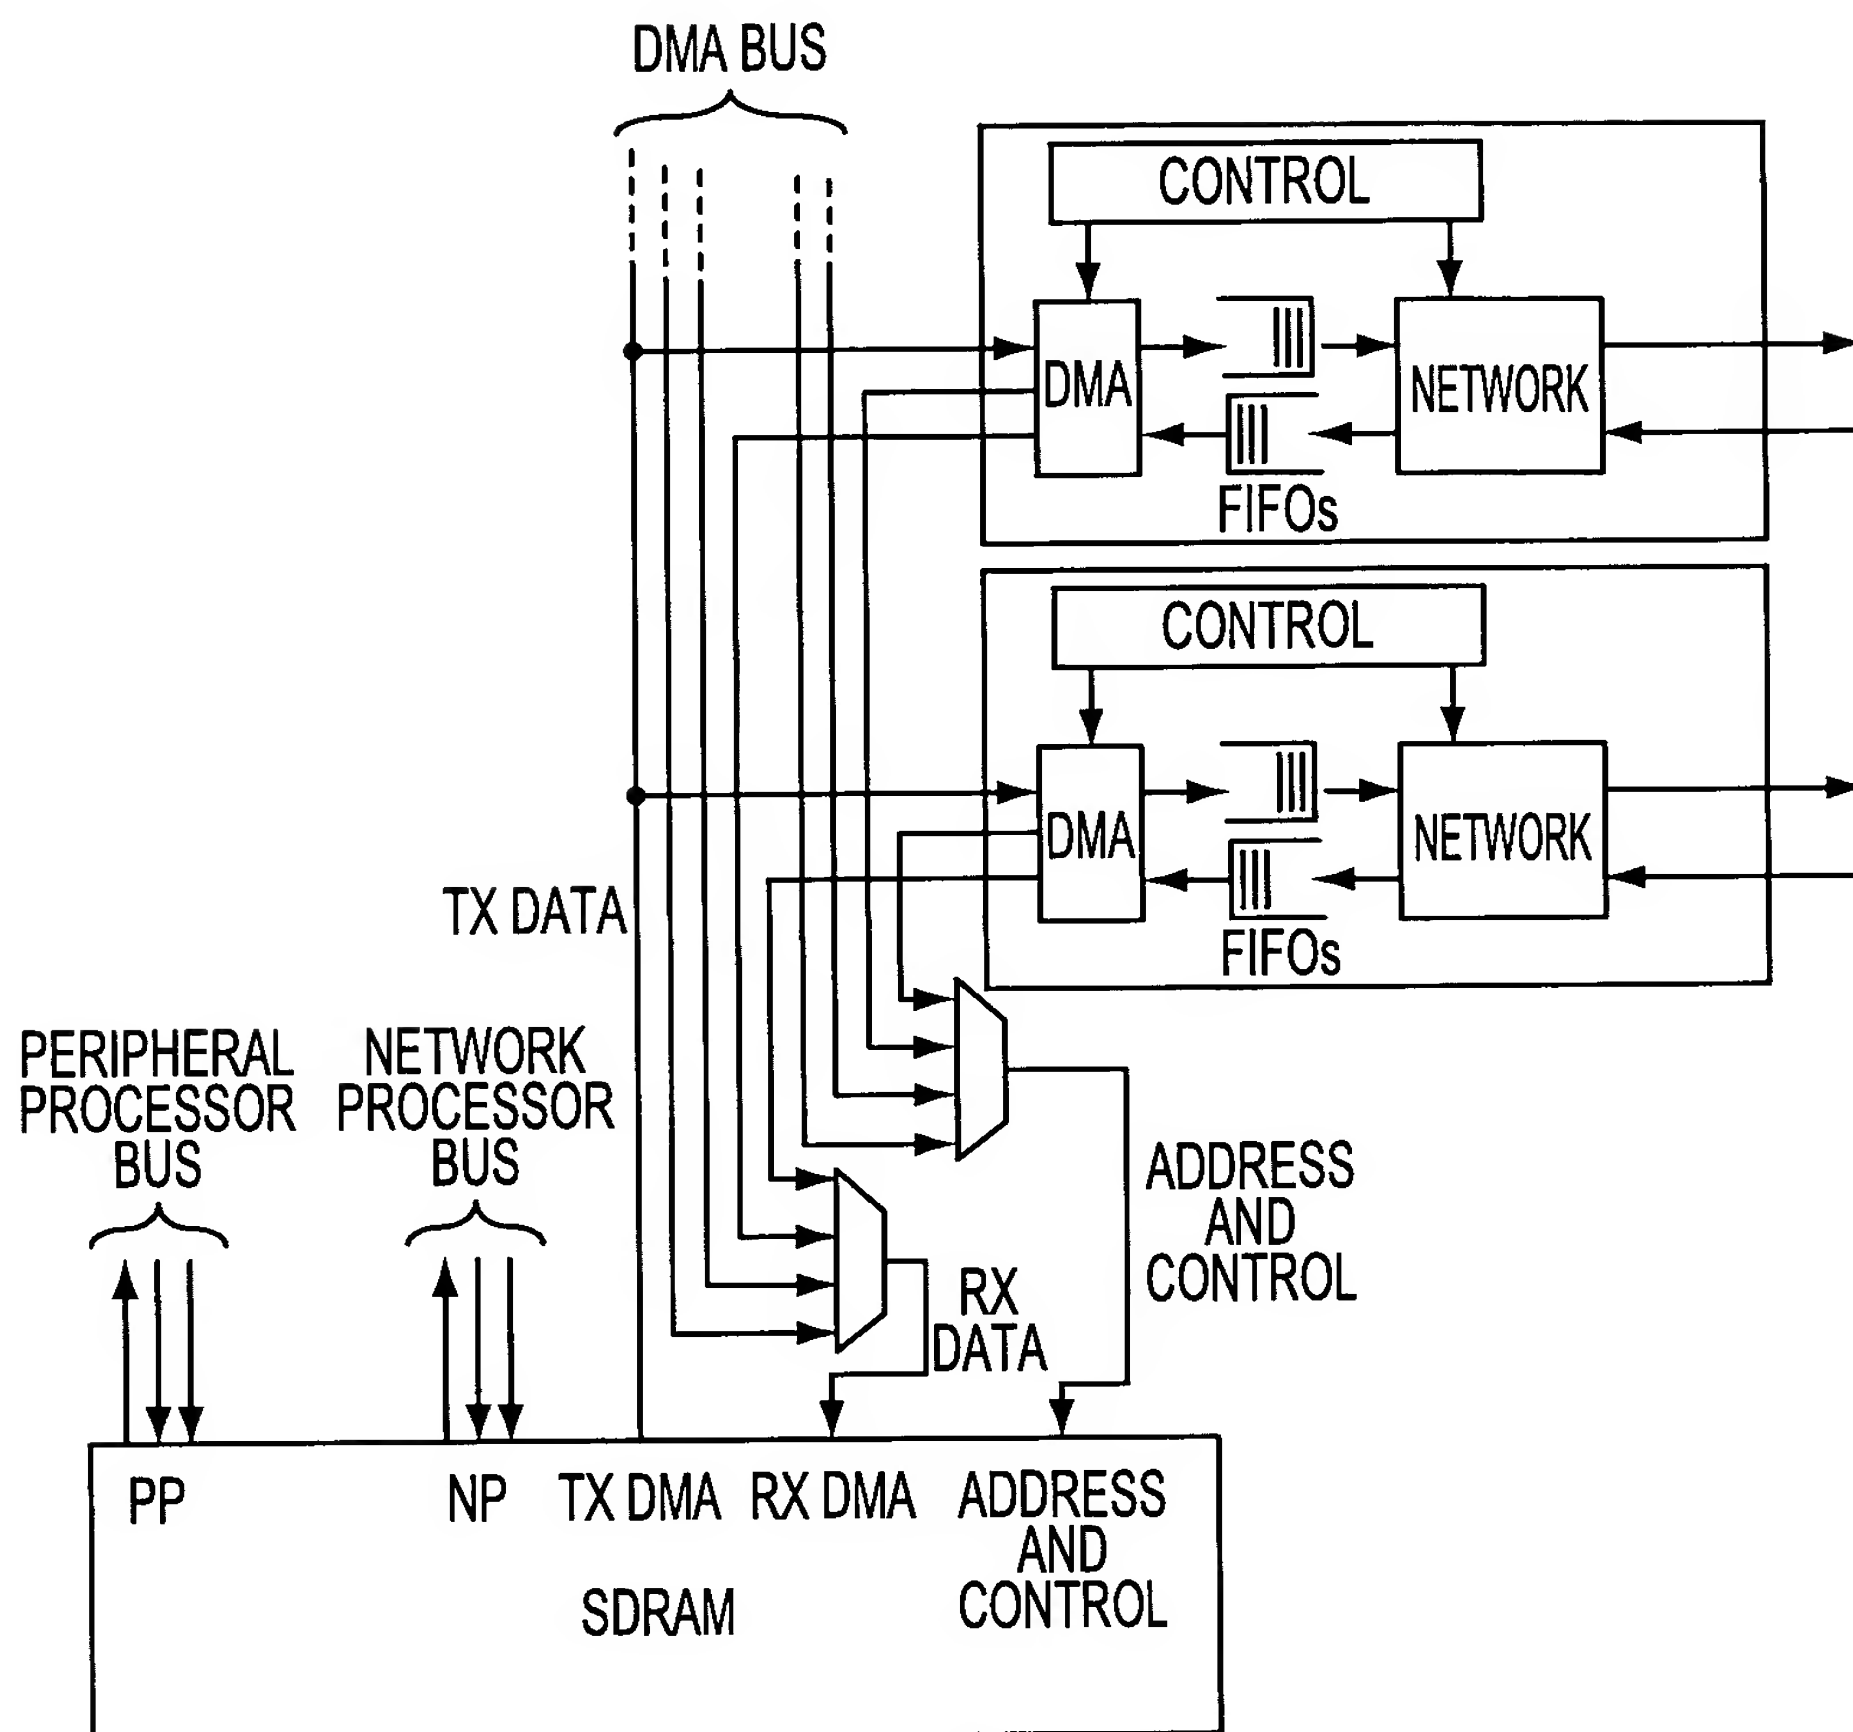 DMA BUS
CONTROL
DMA
NETWORK
FIFOs
CONTROL
DMA
NETWORK
FIFOs
TX DATA
PERIPHERAL
PROCESSOR
BUS
NETWORK
PROCESSOR
BUS
ADDRESS
AND
CONTROL
RX
DATA
PP
NP
TX DMA
RX DMA
ADDRESS
AND
CONTROL
SDRAM